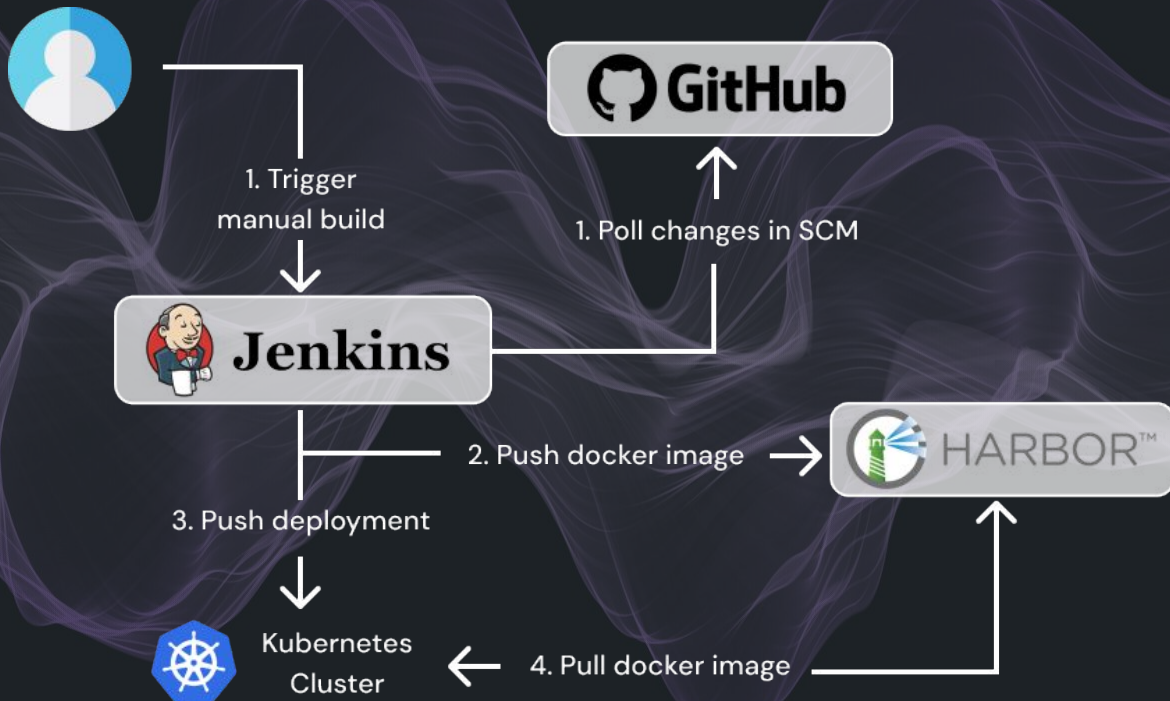 GitHub
1. Trigger
manual build
1. Poll changes in SCM
Jenkins
2. Push docker image
HARBOR™
3. Push deployment
Kubernetes
Cluster
4. Pull docker image